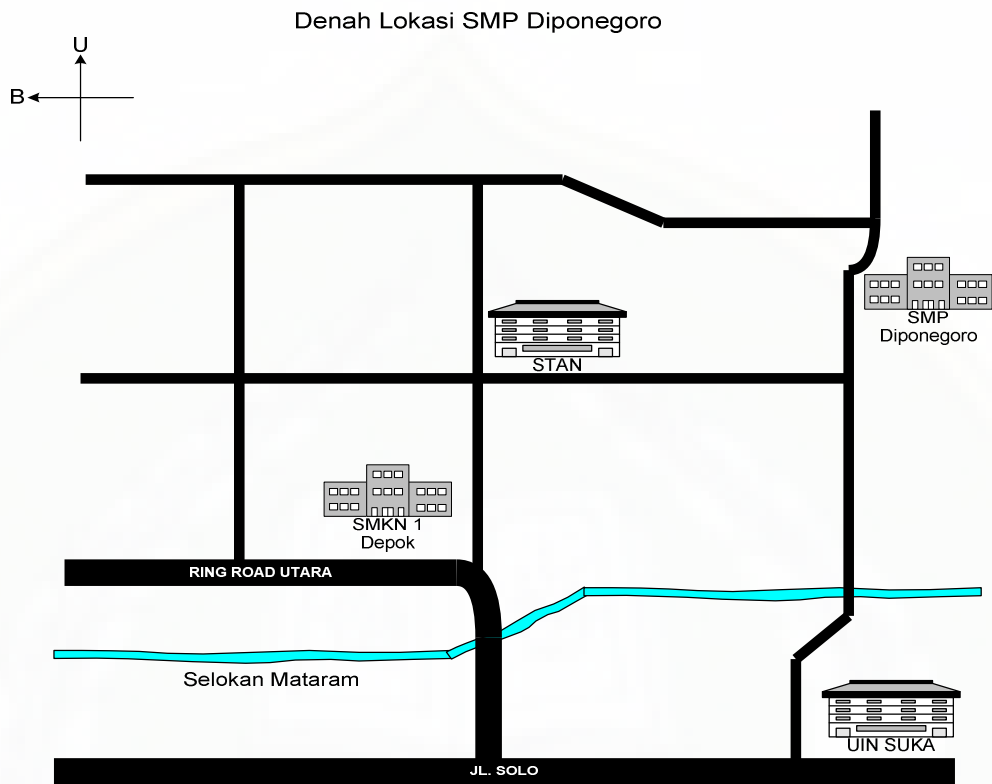 Denah Lokasi SMP Diponegoro
U
B
SMP
Diponegoro
STAN
SMKN 1
Depok
RING ROAD UTARA
Selokan Mataram
UIN SUKA
JL. SOLO